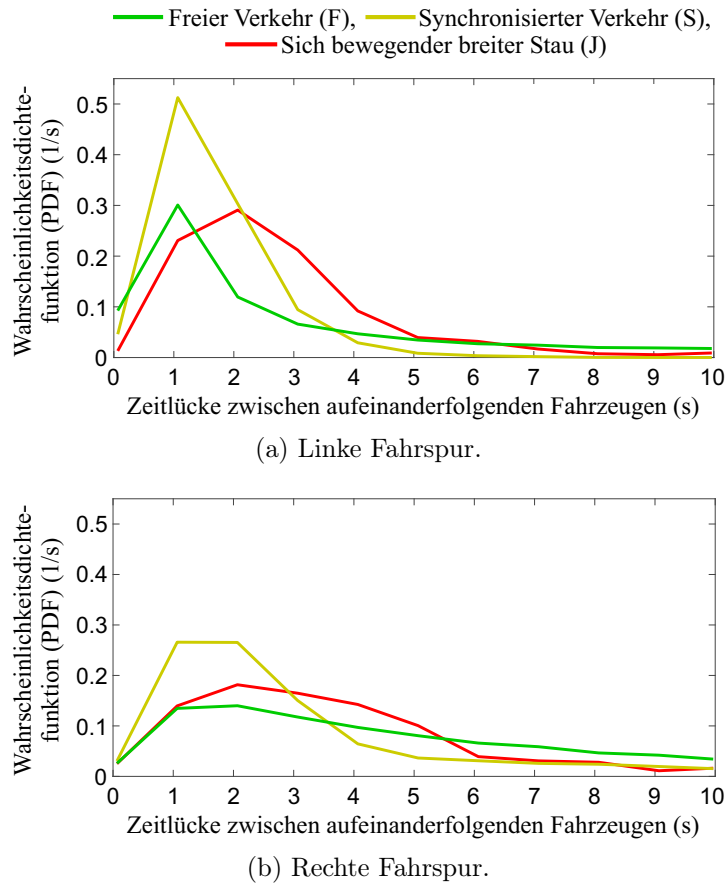 Freier Verkehr (F), Synchronisierter Verkehr (S),
Sich bewegender breiter Stau (J)
Wahrscheinlichkeitsdichte-
funktion (PDF) (1/s)
0.5
0.4
0.3
0.2
0.1
0
0 1 2 3 4 5 6 7 8 9 10
Zeitlücke zwischen aufeinanderfolgenden Fahrzeugen (s)
(a) Linke Fahrspur.
Wahrscheinlichkeitsdichte-
funktion (PDF) (1/s)
0.5
0.4
0.3
0.2
0.1
0
0 1 2 3 4 5 6 7 8 9 10
Zeitlücke zwischen aufeinanderfolgenden Fahrzeugen (s)
(b) Rechte Fahrspur.